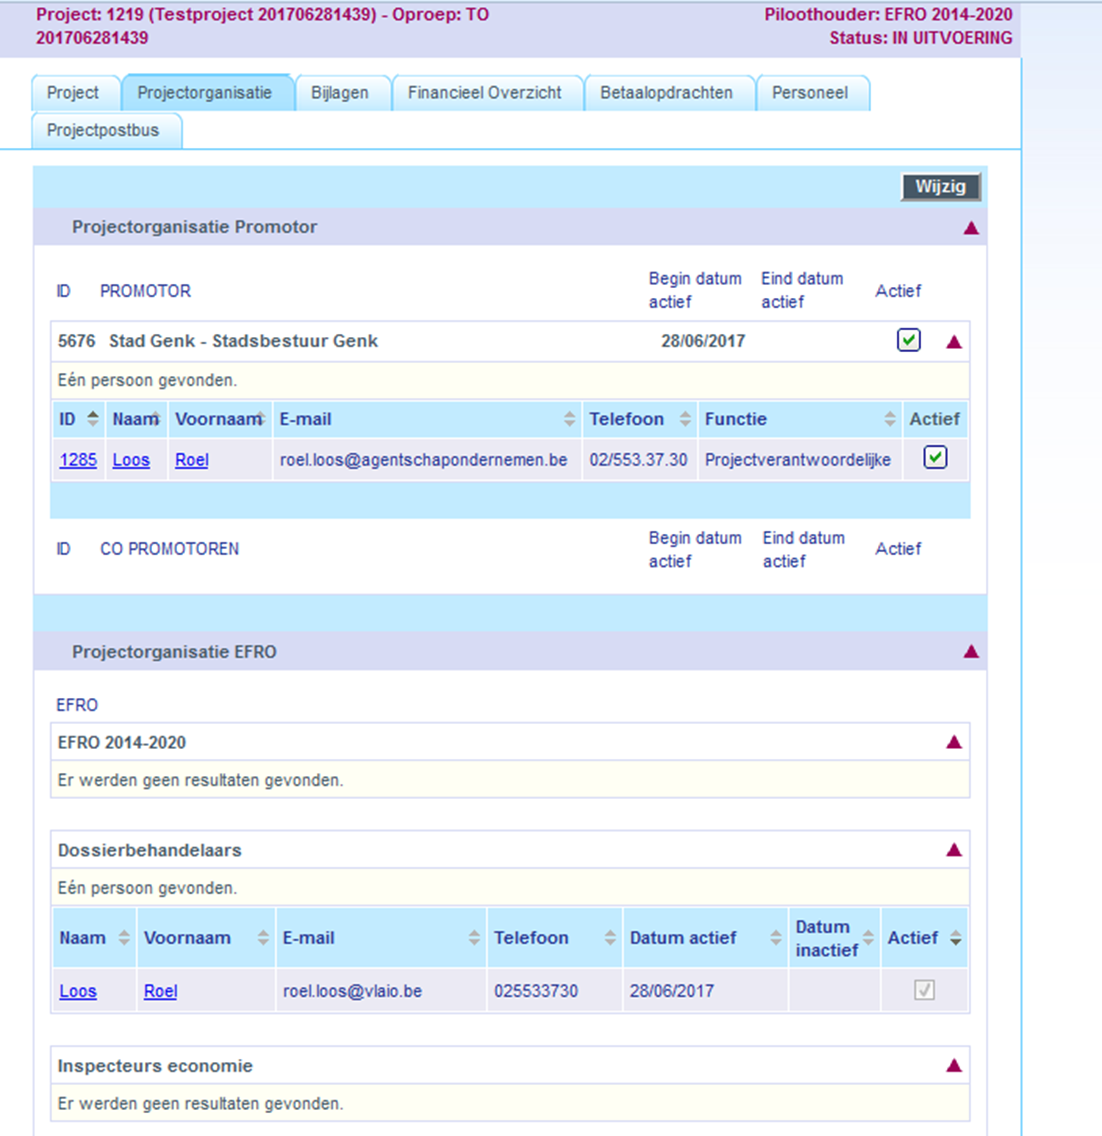 Project: 1219 (Testproject 201706281439) - Oproep: TO
201706281439
Piloothouder: EFRO 2014-2020
Status: IN UITVOERING
Project Projectorganisatie Bijlagen Financieel Overzicht Betaalopdrachten Personeel
Projectpostbus
Wijzig
Projectorganisatie Promotor
ID PROMOTOR Begin datum actief Eind datum actief Actief
5676 Stad Genk - Stadsbestuur Genk 28/06/2017
Eén persoon gevonden.
ID Naam Voornaam E-mail Telefoon Functie Actief
1285 Loos Roel roel.loos@agentschapondernemen.be 02/553.37.30 Projectverantwoordelijke
ID CO PROMOTOREN Begin datum actief Eind datum actief Actief
Projectorganisatie EFRO
EFRO
EFRO 2014-2020
Er werden geen resultaten gevonden.
Dossierbehandelaars
Eén persoon gevonden.
Naam Voornaam E-mail Telefoon Datum actief Datum inactief Actief
Loos Roel roel.loos@vlaio.be 025533730 28/06/2017
Inspecteurs economie
Er werden geen resultaten gevonden.